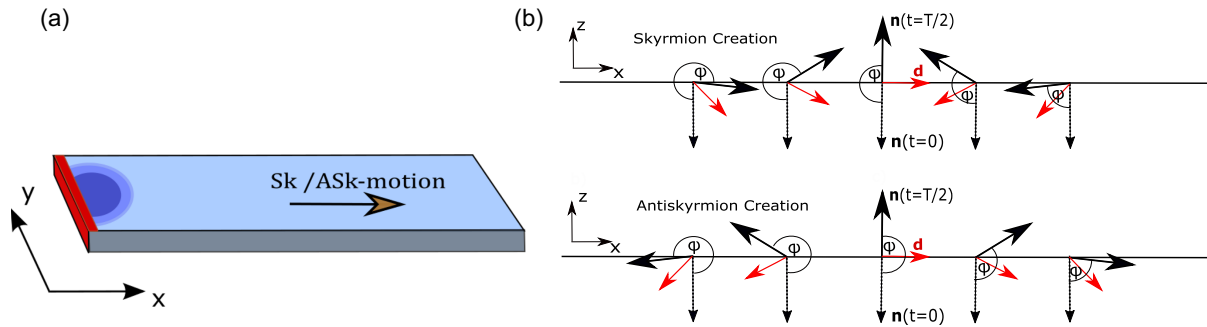 (a)
Sk /ASk-motion
y
x
(b)
z
x
Skyrmion Creation
n(t=T/2)
φ
φ
φ
d
φ
φ
n(t=0)
z
x
Antiskyrmion Creation
n(t=T/2)
φ
φ
φ
d
φ
φ
n(t=0)